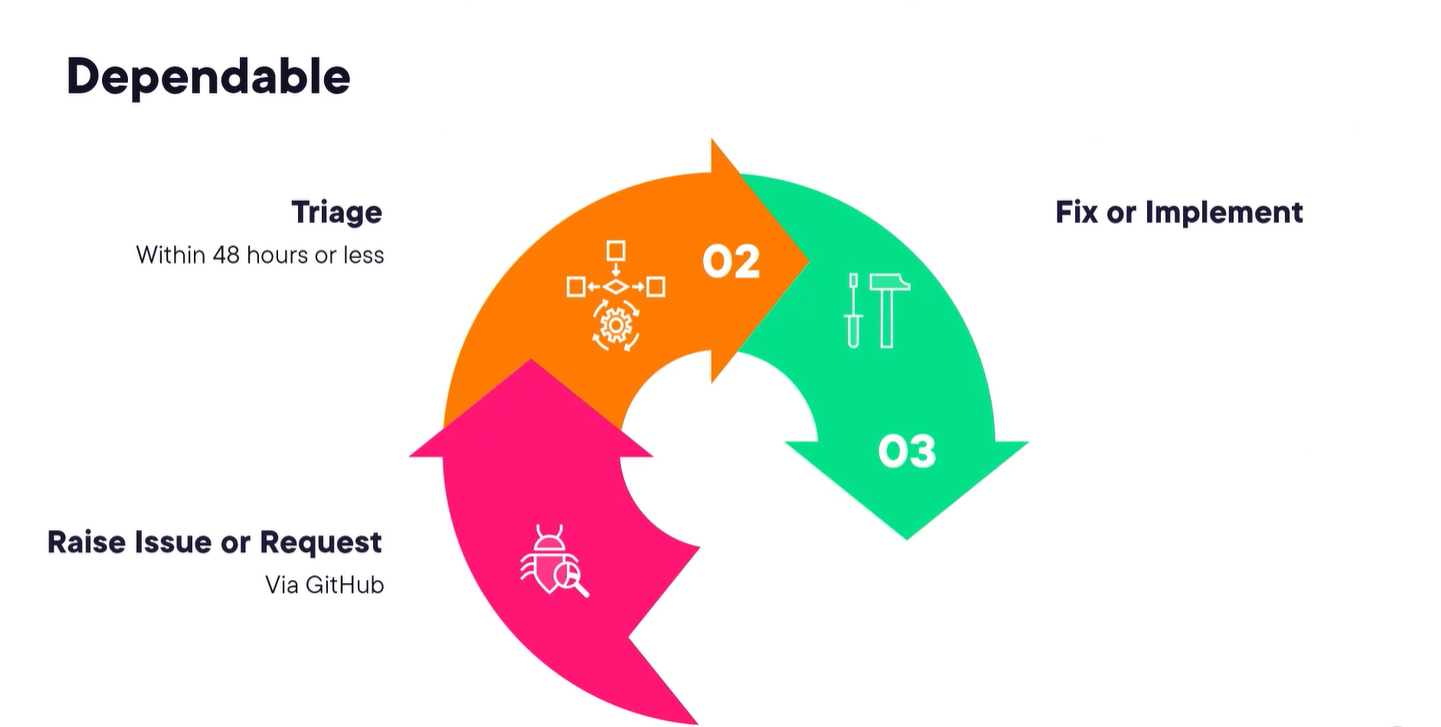 Dependable
Triage
Within 48 hours or less
02
Fix or Implement
03
Raise Issue or Request
Via GitHub